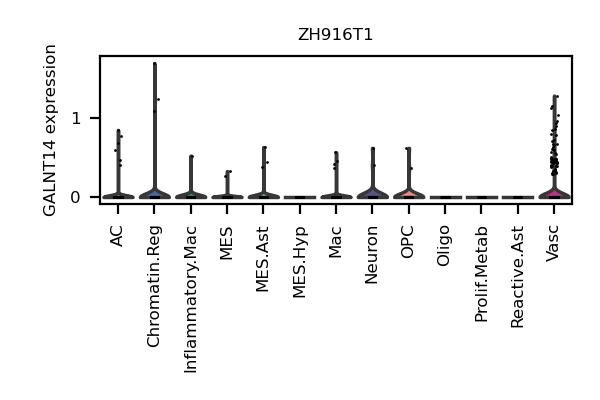 ZH916T1
GALNT14 expression
1
0
AC
Chromatin.Reg
Inflammatory.Mac
MES
MES.Ast
MES.Hyp
Mac
Neuron
OPC
Oligo
Prolif.Metab
Reactive.Ast
Vasc